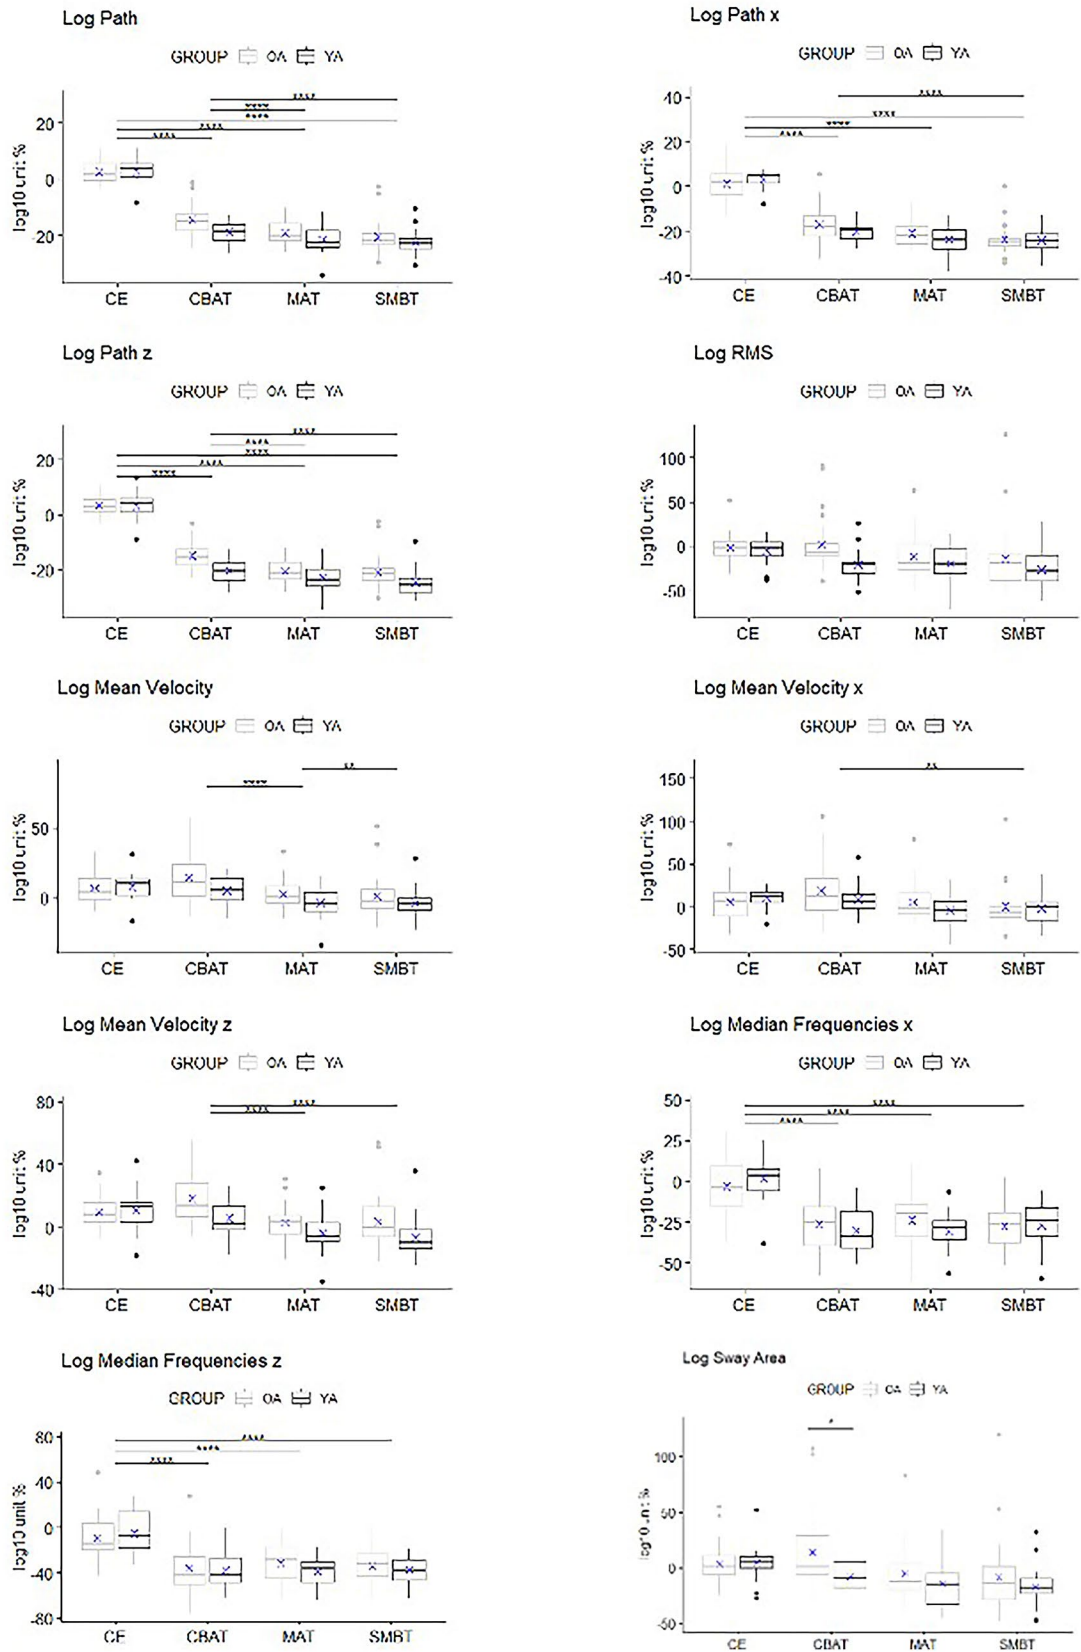 Log Path
GROUP OA YA
log10 unit %
20
0
-20
CE CBAT MAT SMBT
**** **** **** **** ****
Log Path x
GROUP OA YA
log10 unit %
40
20
0
-20
-40
CE CBAT MAT SMBT
**** **** **** ****
Log Path z
GROUP OA YA
log10 unit %
20
0
-20
CE CBAT MAT SMBT
**** **** **** **** ****
Log RMS
GROUP OA YA
log10 unit %
100
50
0
-50
CE CBAT MAT SMBT
Log Mean Velocity
GROUP OA YA
log10 unit %
50
0
CE CBAT MAT SMBT
** ****
Log Mean Velocity x
GROUP OA YA
log10 unit %
150
100
50
0
-50
CE CBAT MAT SMBT
**
Log Mean Velocity z
GROUP OA YA
log10 unit %
80
40
0
-40
CE CBAT MAT SMBT
**** ****
Log Median Frequencies x
GROUP OA YA
log10 unit %
50
25
0
-25
-50
CE CBAT MAT SMBT
**** **** ****
Log Median Frequencies z
GROUP OA YA
log10 unit %
80
40
0
-40
-80
CE CBAT MAT SMBT
**** **** ****
Log Sway Area
GROUP OA YA
log10 unit %
100
50
0
-50
CE CBAT MAT SMBT
*